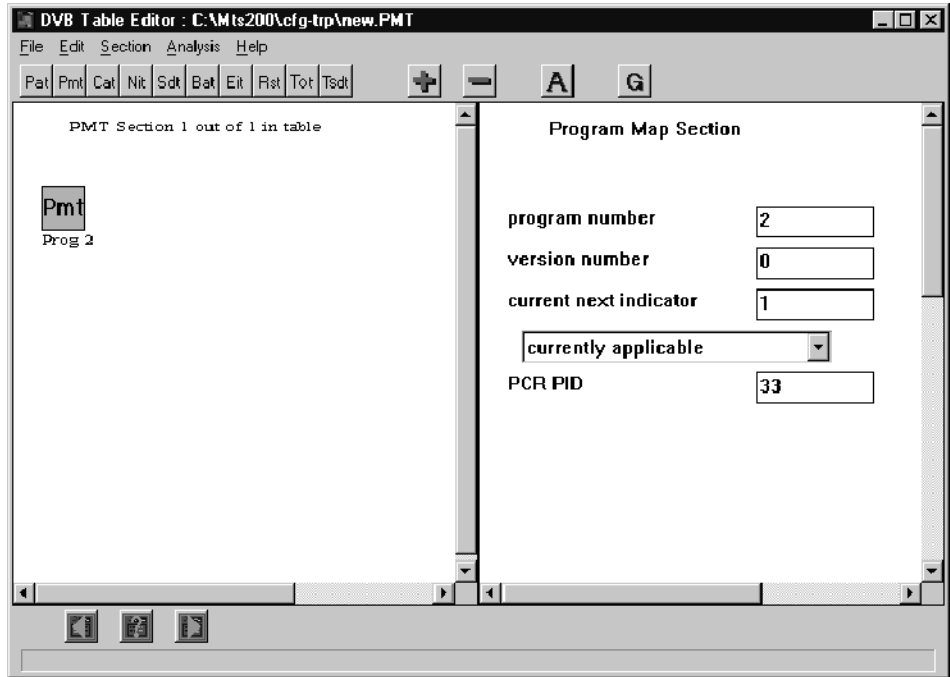 DVB Table Editor : C:\Mts200\cfg-trp\new.PMT
File Edit Section Analysis Help
Pat Pmt Cat Nit Sdt Bat Eit Rst Tot Tsdt A G
PMT Section 1 out of 1 in table
Pmt
Prog 2
Program Map Section
program number 2
version number 0
current next indicator 1
currently applicable
PCR PID 33